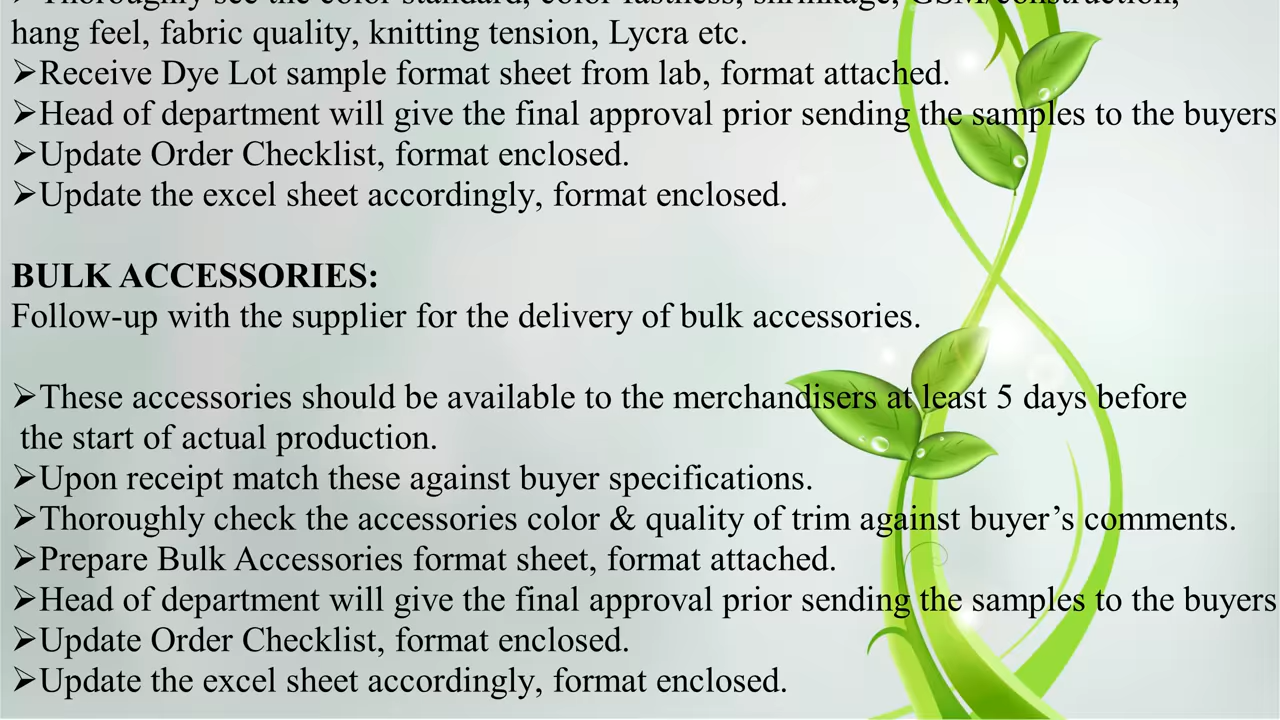 ➢Thoroughly see the color standard, color fastness, shrinkage, GSM/construction,
hang feel, fabric quality, knitting tension, Lycra etc.
➢Receive Dye Lot sample format sheet from lab, format attached.
➢Head of department will give the final approval prior sending the samples to the buyers
➢Update Order Checklist, format enclosed.
➢Update the excel sheet accordingly, format enclosed.
BULK ACCESSORIES:
Follow-up with the supplier for the delivery of bulk accessories.
➢These accessories should be available to the merchandisers at least 5 days before
the start of actual production.
➢Upon receipt match these against buyer specifications.
➢Thoroughly check the accessories color & quality of trim against buyer’s comments.
➢Prepare Bulk Accessories format sheet, format attached.
➢Head of department will give the final approval prior sending the samples to the buyers
➢Update Order Checklist, format enclosed.
➢Update the excel sheet accordingly, format enclosed.